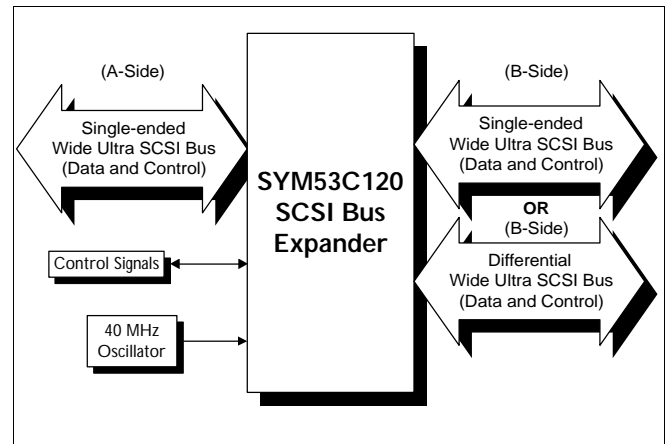 (A-Side)
Single-ended
Wide Ultra SCSI Bus
(Data and Control)
Control Signals
40 MHz
Oscillator
SYM53C120
SCSI Bus
Expander
(B-Side)
Single-ended
Wide Ultra SCSI Bus
(Data and Control)
OR
(B-Side)
Differential
Wide Ultra SCSI Bus
(Data and Control)